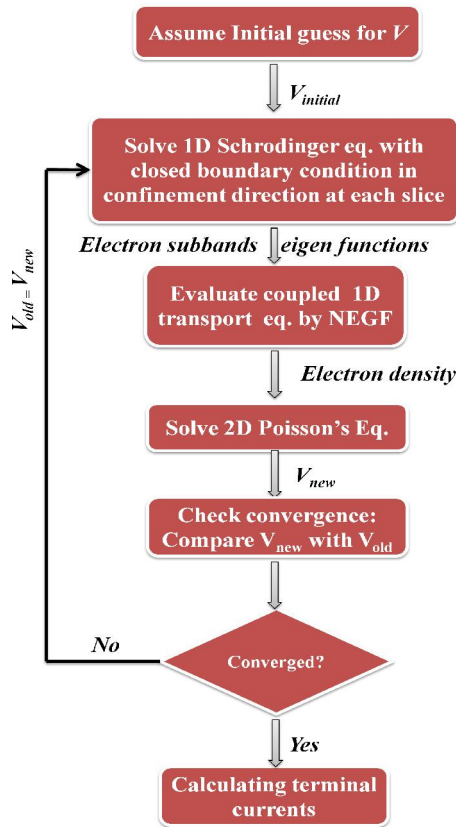 Assume Initial guess for V
V_initial
Solve 1D Schrodinger eq. with
closed boundary condition in
confinement direction at each slice
Electron subbands eigen functions
V_old = V_new
Evaluate coupled 1D
transport eq. by NEGF
Electron density
Solve 2D Poisson's Eq.
V_new
Check convergence:
Compare V_new with V_old
No
Converged?
Yes
Calculating terminal
currents